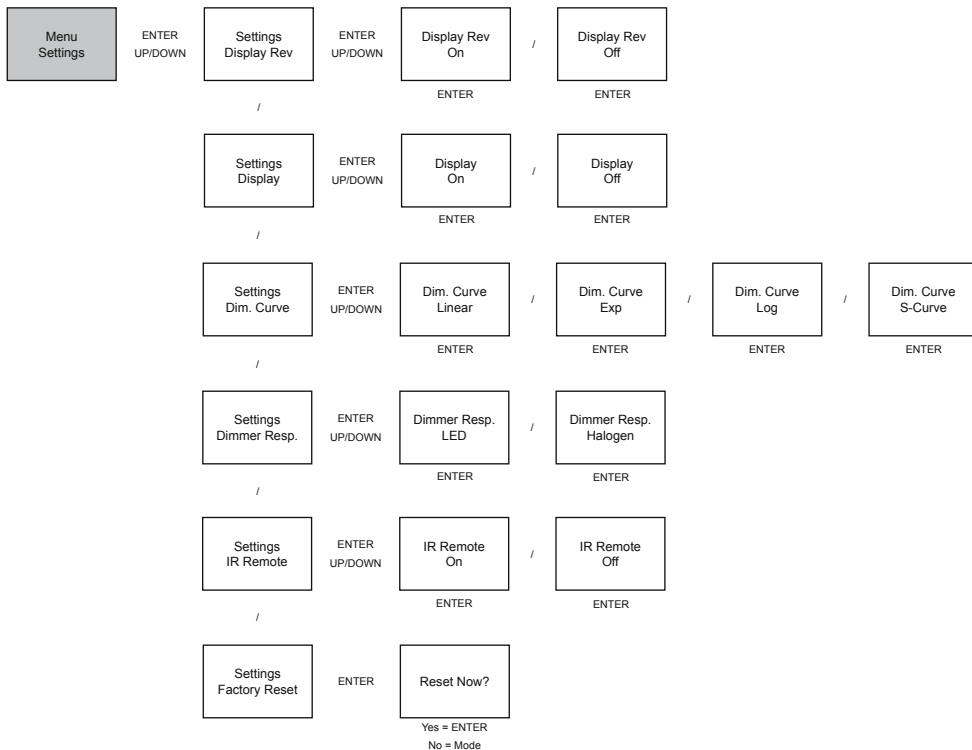 Menu
Settings
ENTER
UP/DOWN
Settings
Display Rev
ENTER
UP/DOWN
Display Rev
On
/
Display Rev
Off
ENTER
ENTER
/
Settings
Display
ENTER
UP/DOWN
Display
On
/
Display
Off
ENTER
ENTER
/
Settings
Dim. Curve
ENTER
UP/DOWN
Dim. Curve
Linear
/
Dim. Curve
Exp
/
Dim. Curve
Log
/
Dim. Curve
S-Curve
ENTER
ENTER
ENTER
ENTER
/
Settings
Dimmer Resp.
ENTER
UP/DOWN
Dimmer Resp.
LED
/
Dimmer Resp.
Halogen
ENTER
ENTER
/
Settings
IR Remote
ENTER
UP/DOWN
IR Remote
On
/
IR Remote
Off
ENTER
ENTER
/
Settings
Factory Reset
ENTER
Reset Now?
Yes = ENTER
No = Mode